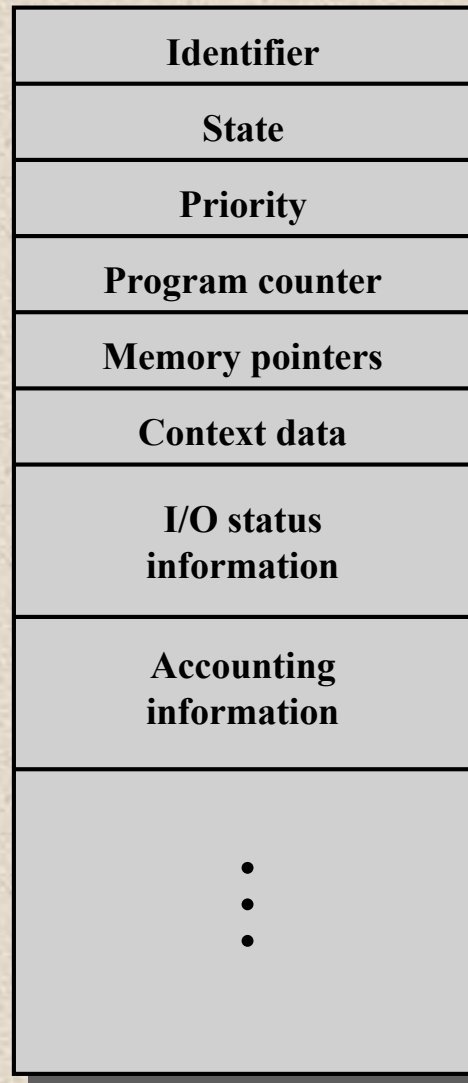 Identifier
State
Priority
Program counter
Memory pointers
Context data
I/O status
information
Accounting
information